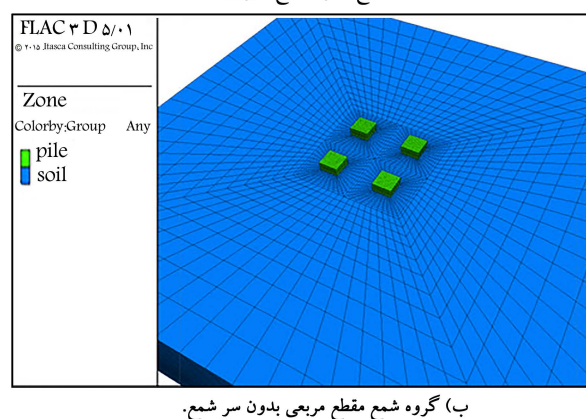 FLAC ۳ D ۵/۰۱
© ۲۰۱۵ Itasca Consulting Group, Inc
Zone
Colorby:Group Any
pile
soil
ب) گروه شمع مقطع مربعی بدون سر شمع.